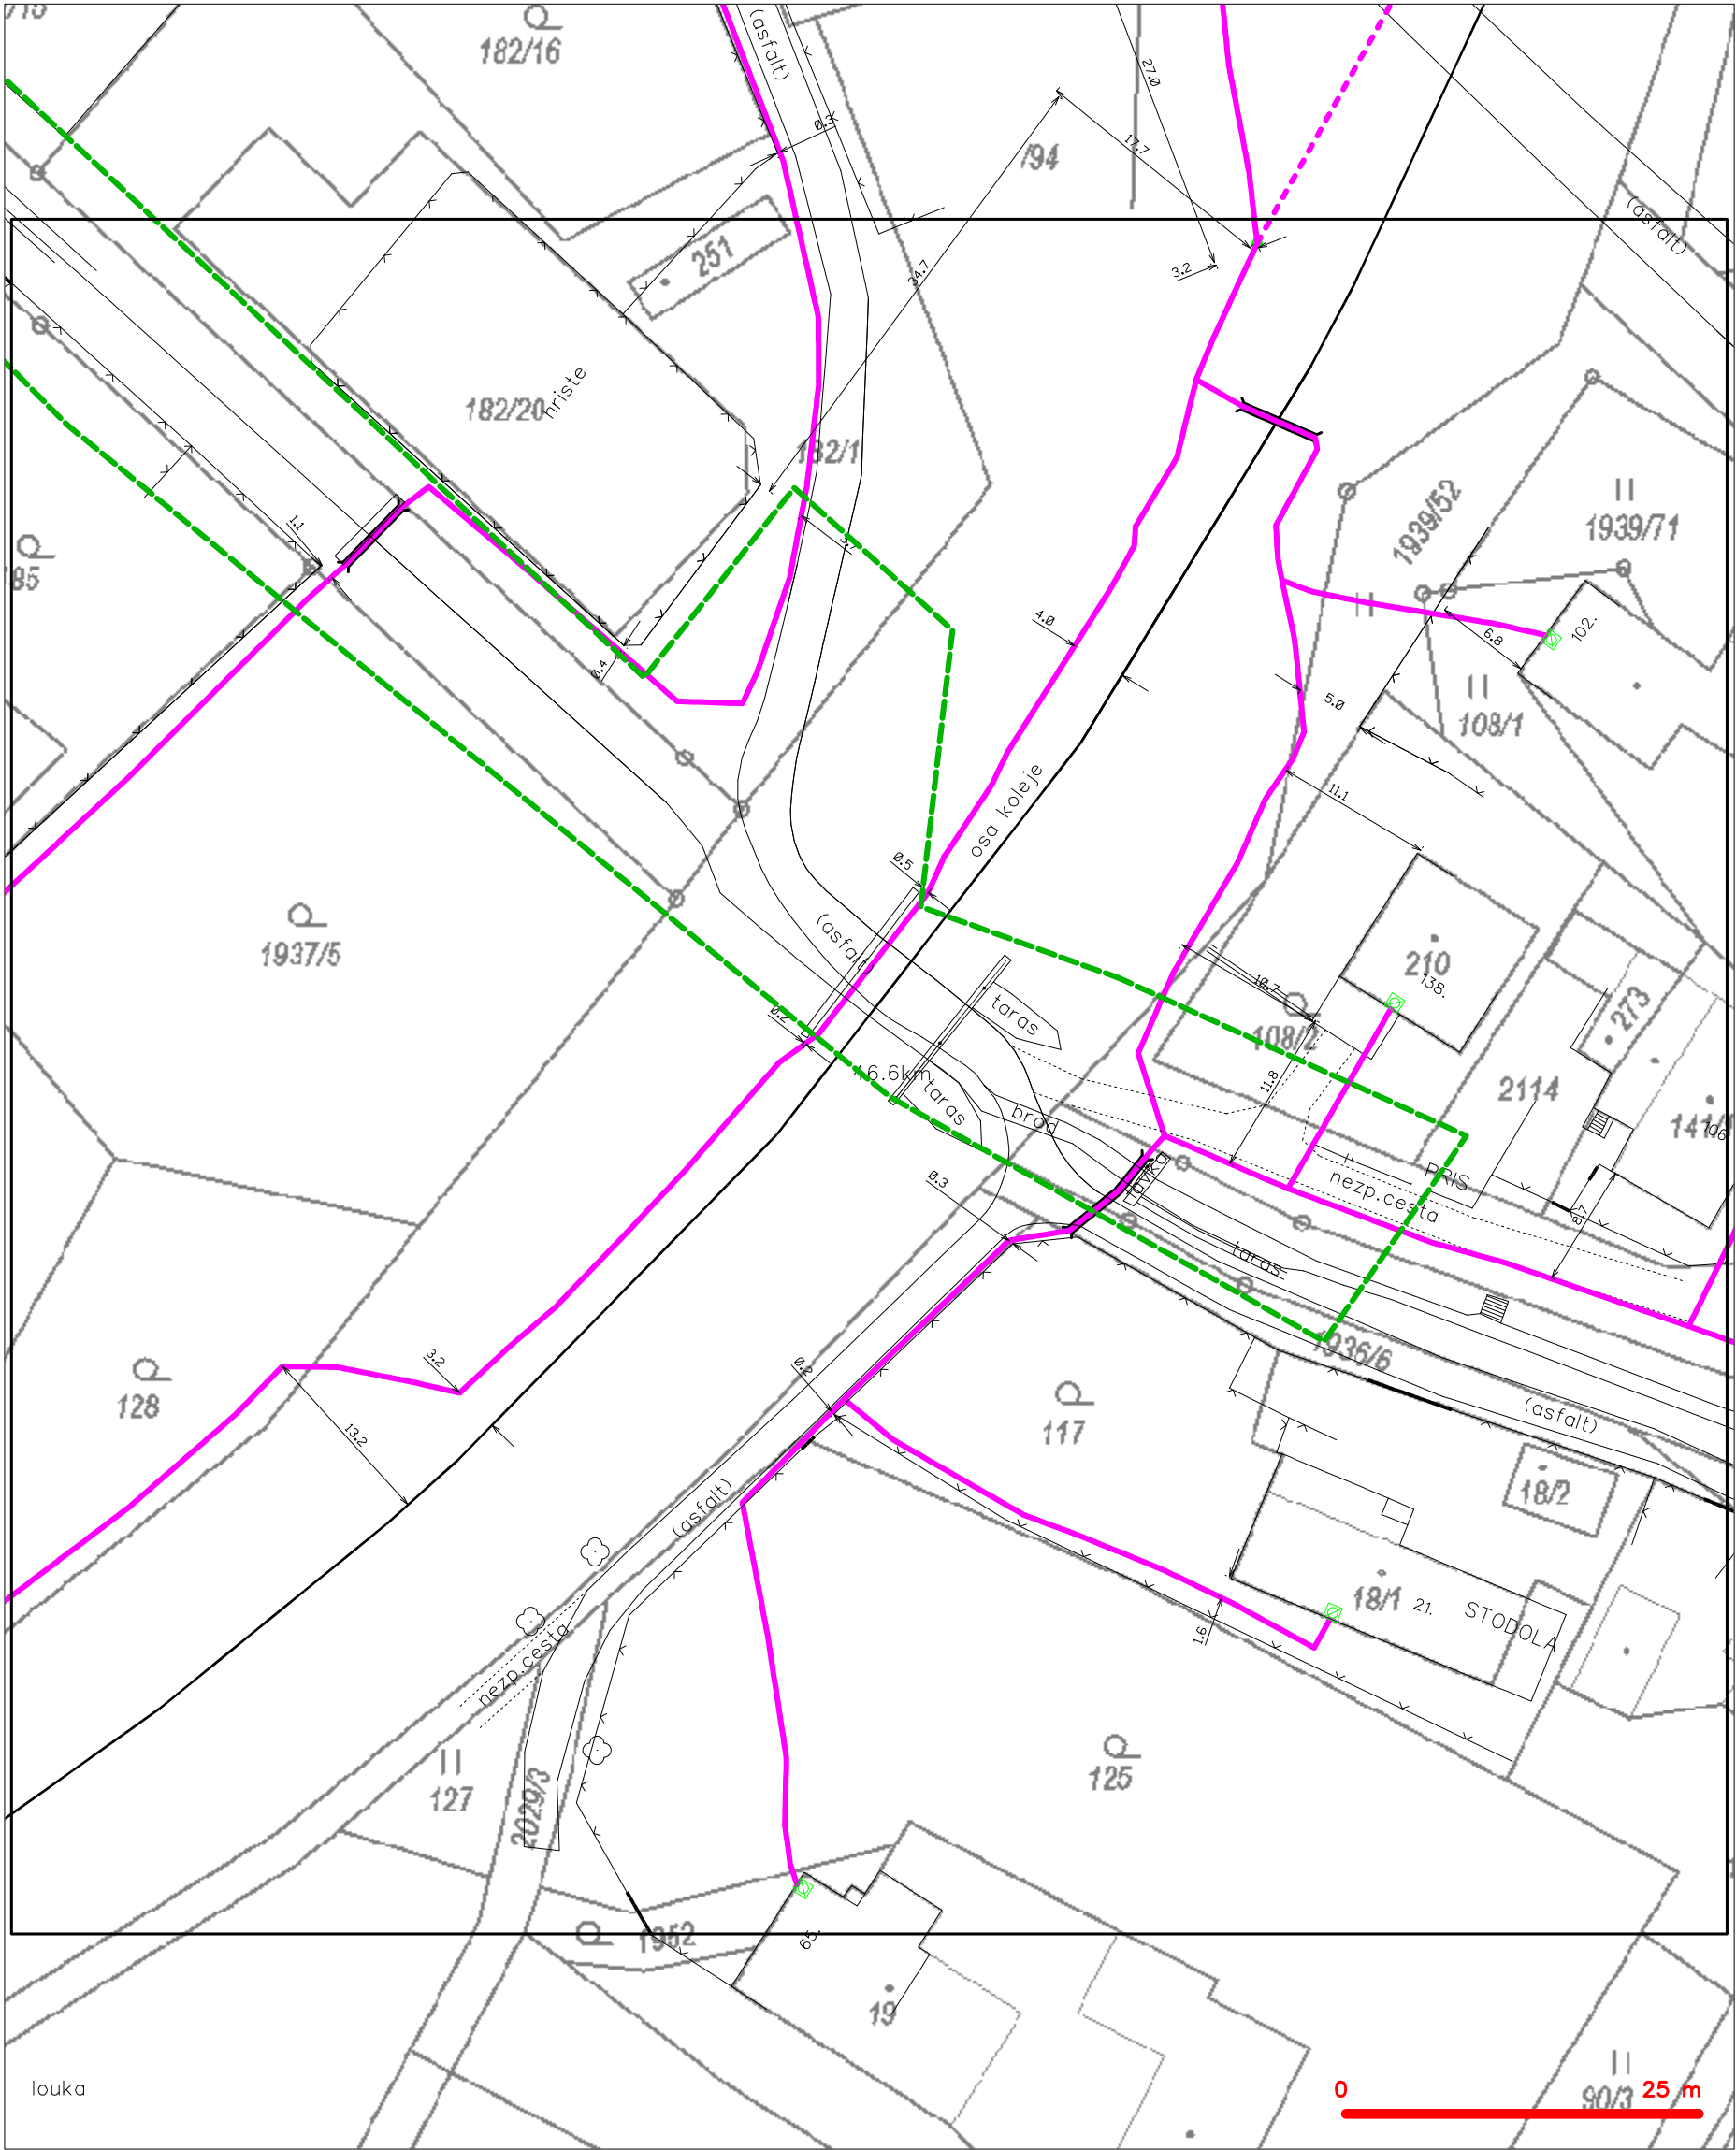 182/16
(asfalt)
27.0
0.3
17.7
/94
(asfalt)
251
3.2
34.7
182/20
hriste
182/1
1939/52
1939/71
1.1
3.7
4.0
6.8
102.
0.4
5.0
108/1
11.1
osa koleje
0.5
1937/5
(asfalt)
210
138.
10.7
273
taras
0.2
108/2
46.6km
11.8
2114
taras
brod
lavka
PRIS
nezp.cesta
8.7
0.3
taras
1936/6
3.2
0.2
128
13.2
117
(asfalt)
(asfalt)
18/2
18/1
21.
STODOLA
1.6
nezp.cesta
127
2029/3
125
1952
65.
19
louka
0
25 m
90/3